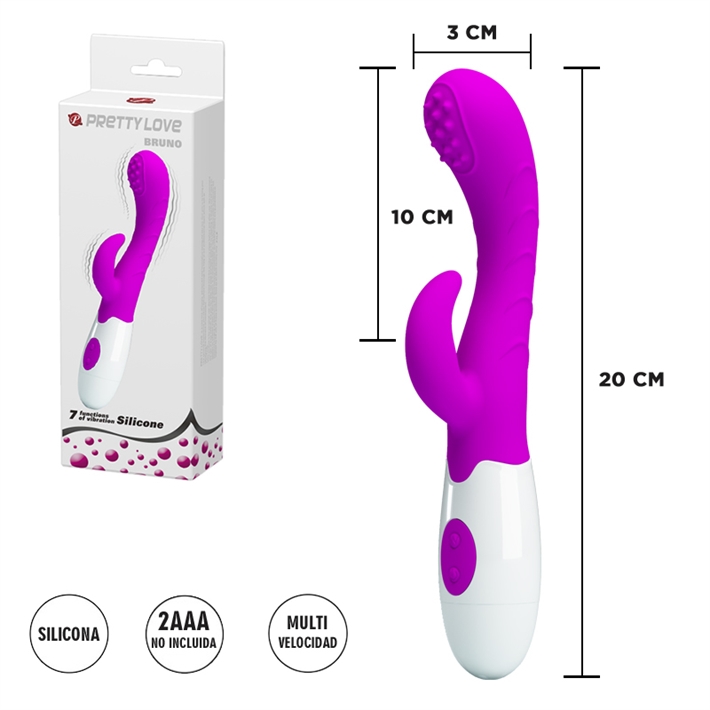 3 CM
PRETTY LOVE
BRUNO
10 CM
20 CM
7 functions
of vibration Silicone
SILICONA
2AAA
NO INCLUIDA
MULTI
VELOCIDAD